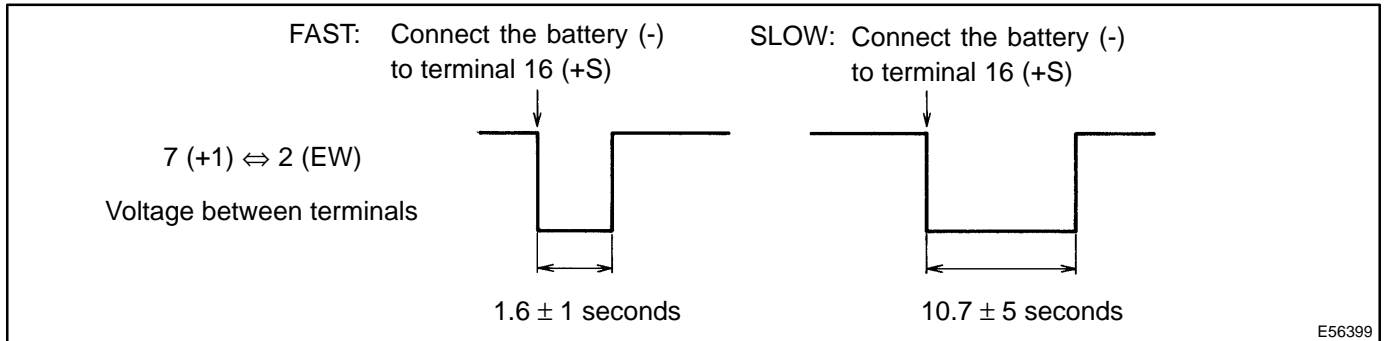 FAST: Connect the battery (-)
to terminal 16 (+S)
SLOW: Connect the battery (-)
to terminal 16 (+S)
7 (+1) ⇔ 2 (EW)
Voltage between terminals
1.6 ± 1 seconds
10.7 ± 5 seconds
E56399